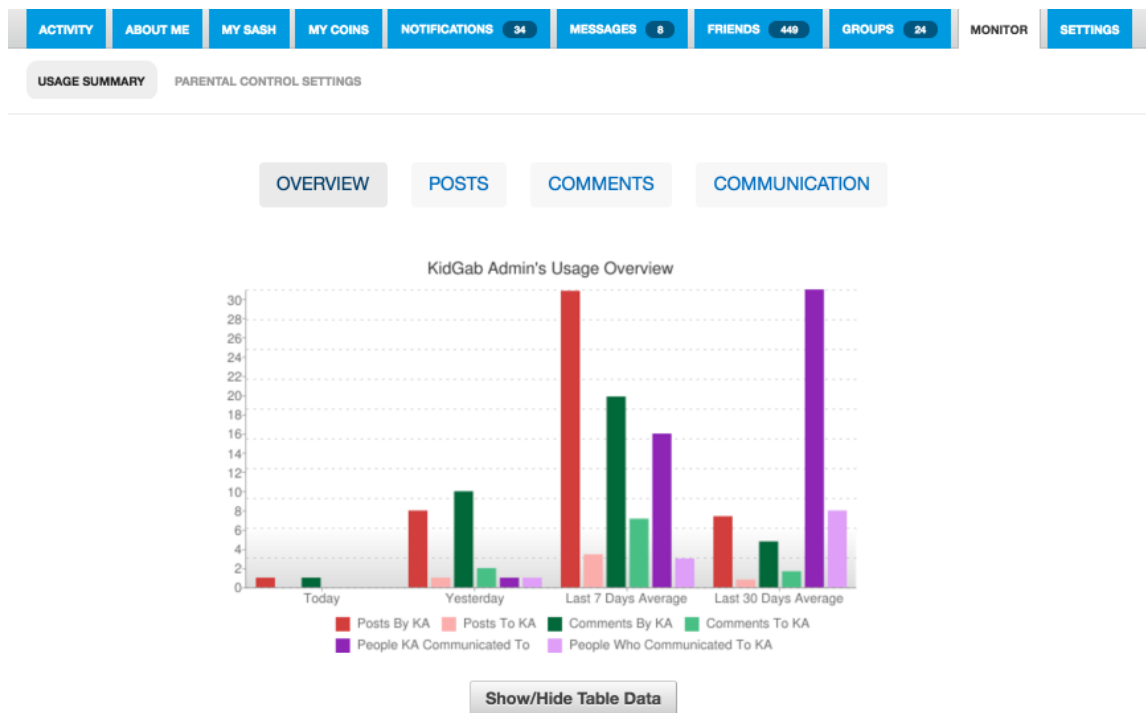 ACTIVITY ABOUT ME MY SASH MY COINS NOTIFICATIONS 34 MESSAGES 8 FRIENDS 449 GROUPS 24 MONITOR SETTINGS
USAGE SUMMARY PARENTAL CONTROL SETTINGS
OVERVIEW POSTS COMMENTS COMMUNICATION
KidGab Admin's Usage Overview
30
28
26
24
22
20
18
16
14
12
10
8
6
4
2
0
Today Yesterday Last 7 Days Average Last 30 Days Average
Posts By KA Posts To KA Comments By KA Comments To KA
People KA Communicated To People Who Communicated To KA
Show/Hide Table Data